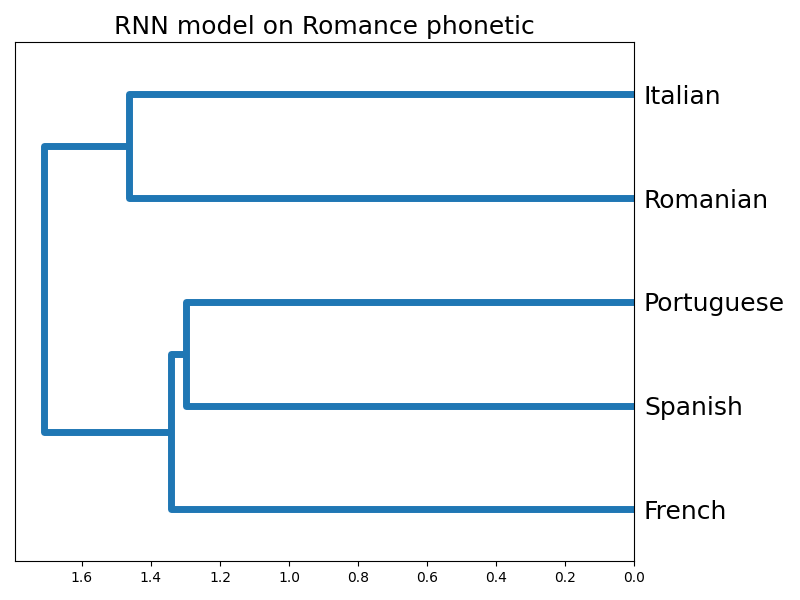 RNN model on Romance phonetic
Italian
Romanian
Portuguese
Spanish
French
1.6 1.4 1.2 1.0 0.8 0.6 0.4 0.2 0.0